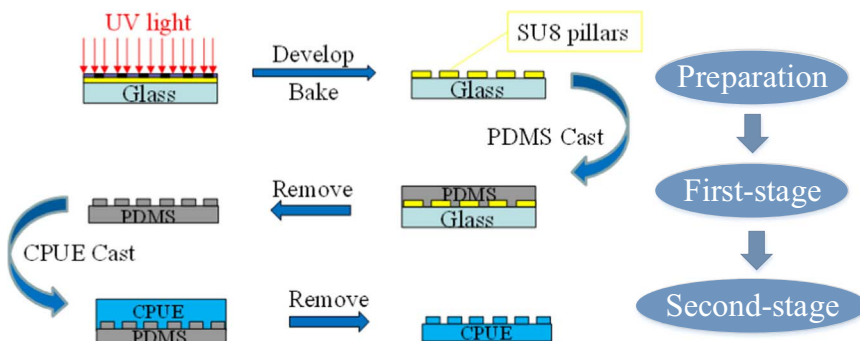 UV light
Glass
Develop
Bake
SU8 pillars
Glass
Preparation
PDMS Cast
PDMS
Remove
PDMS
Glass
First-stage
CPUE Cast
CPUE
PDMS
Remove
CPUE
Second-stage